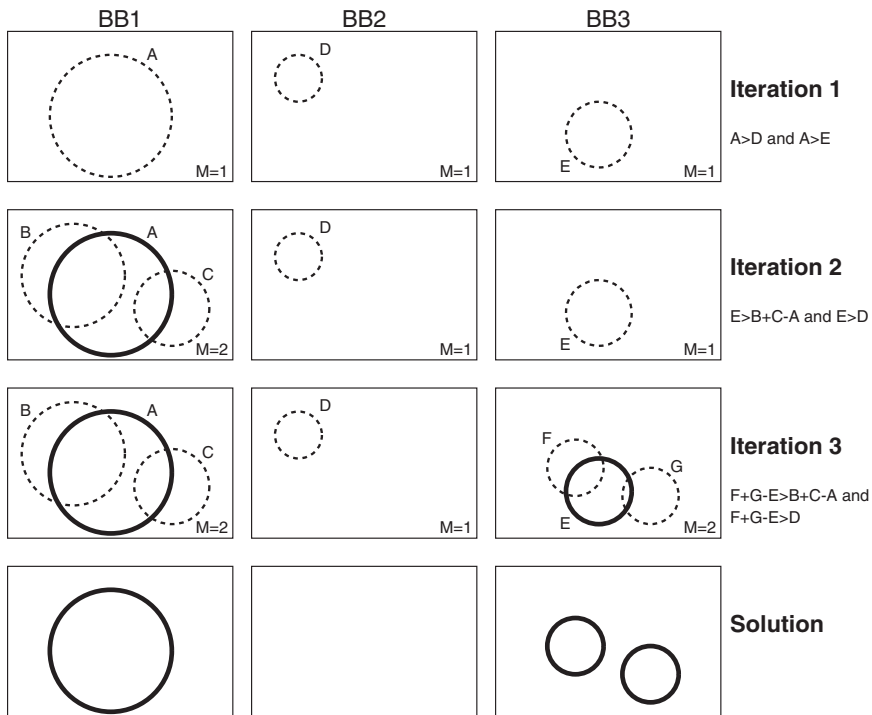 BB1 BB2 BB3
A
D
E
M=1
M=1
M=1
Iteration 1
A>D and A>E
B
A
C
D
E
M=2
M=1
M=1
Iteration 2
E>B+C-A and E>D
B
A
C
D
F
G
E
M=2
M=1
M=2
Iteration 3
F+G-E>B+C-A and
F+G-E>D
Solution